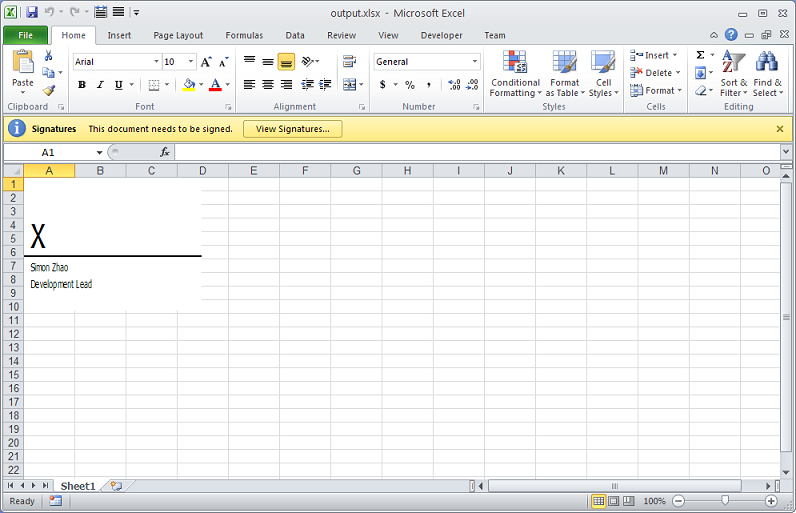 output.xlsx - Microsoft Excel
File Home Insert Page Layout Formulas Data Review View Developer Team
Paste
Arial 10
B I U
A A
General
$ % ,
Conditional Formatting
Format as Table
Cell Styles
Insert
Delete
Format
Σ
Sort & Filter
Find & Select
Clipboard Font Alignment Number Styles Cells Editing
Signatures This document needs to be signed. View Signatures...
A1 fx
A B C D E F G H I J K L M N O
1
2
3
4
5
X
6
7 Simon Zhao
8 Development Lead
9
10
11
12
13
14
15
16
17
18
19
20
21
22
Sheet1
Ready 100%